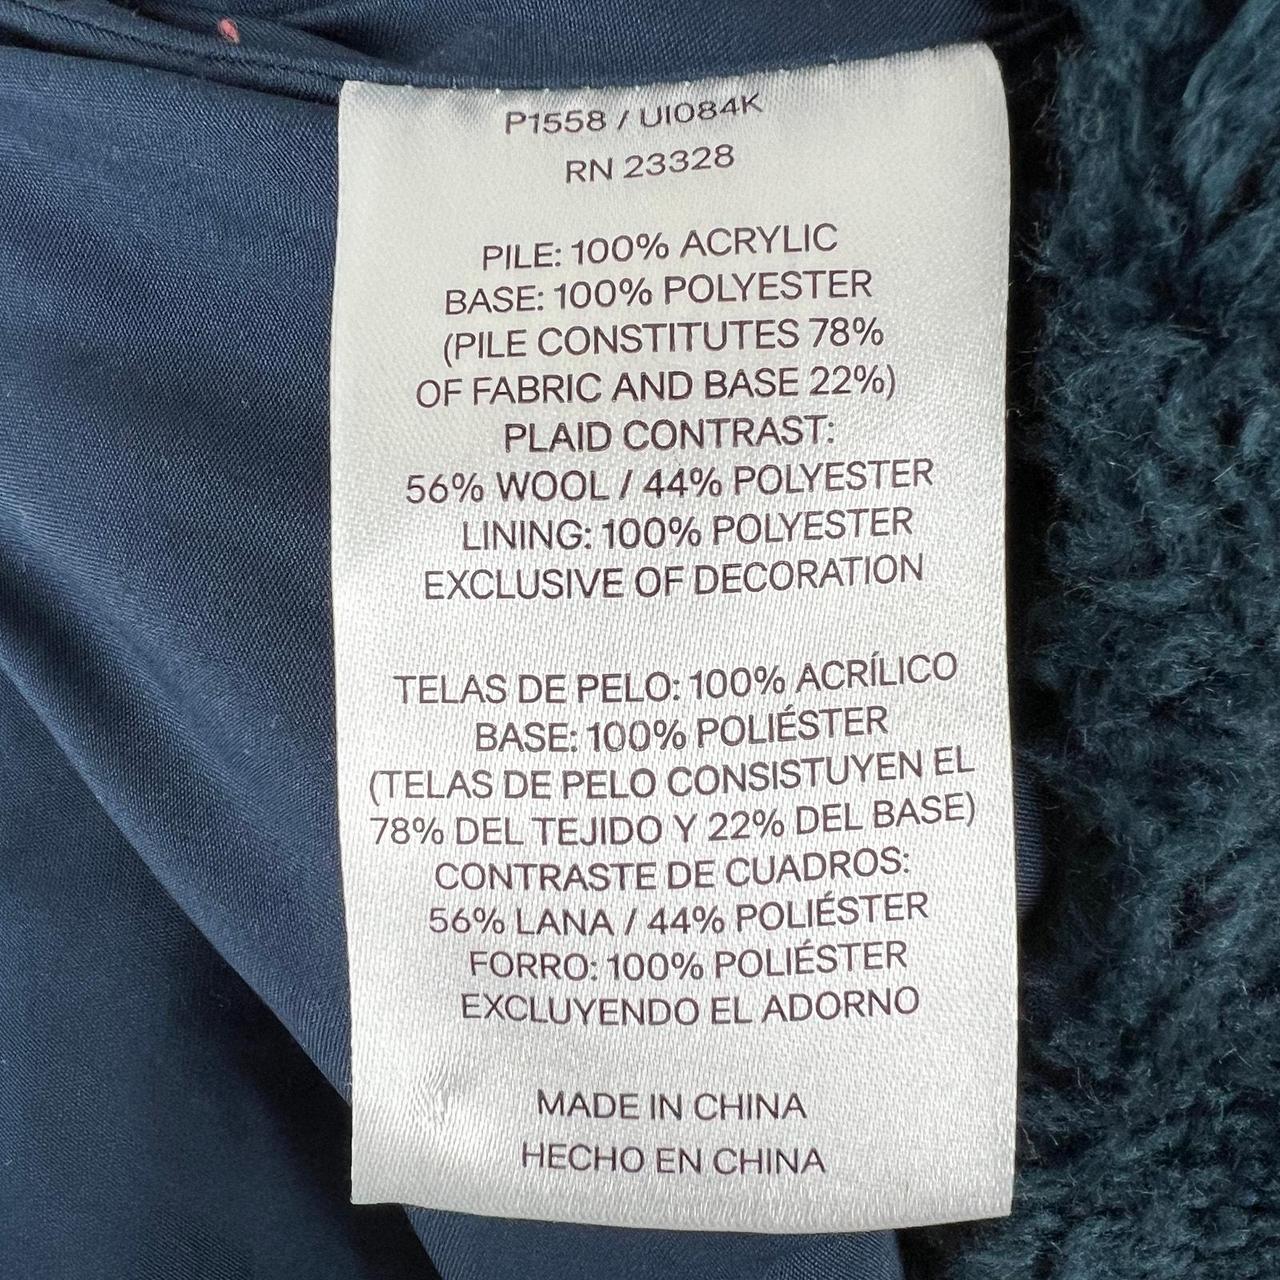 P1558 / UI084K
RN 23328
PILE: 100% ACRYLIC
BASE: 100% POLYESTER
(PILE CONSTITUTES 78%
OF FABRIC AND BASE 22%)
PLAID CONTRAST:
56% WOOL / 44% POLYESTER
LINING: 100% POLYESTER
EXCLUSIVE OF DECORATION
TELAS DE PELO: 100% ACRÍLICO
BASE: 100% POLIÉSTER
(TELAS DE PELO CONSISTUYEN EL
78% DEL TEJIDO Y 22% DEL BASE)
CONTRASTE DE CUADROS:
56% LANA / 44% POLIÉSTER
FORRO: 100% POLIÉSTER
EXCLUYENDO EL ADORNO
MADE IN CHINA
HECHO EN CHINA